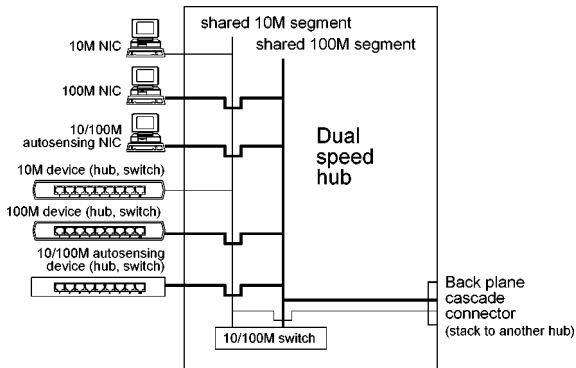 shared 10M segment
shared 100M segment
10M NIC
100M NIC
10/100M
autosensing NIC
10M device (hub, switch)
100M device (hub, switch)
10/100M autosensing
device (hub, switch)
Dual
speed
hub
Back plane
cascade
connector
(stack to another hub)
10/100M switch